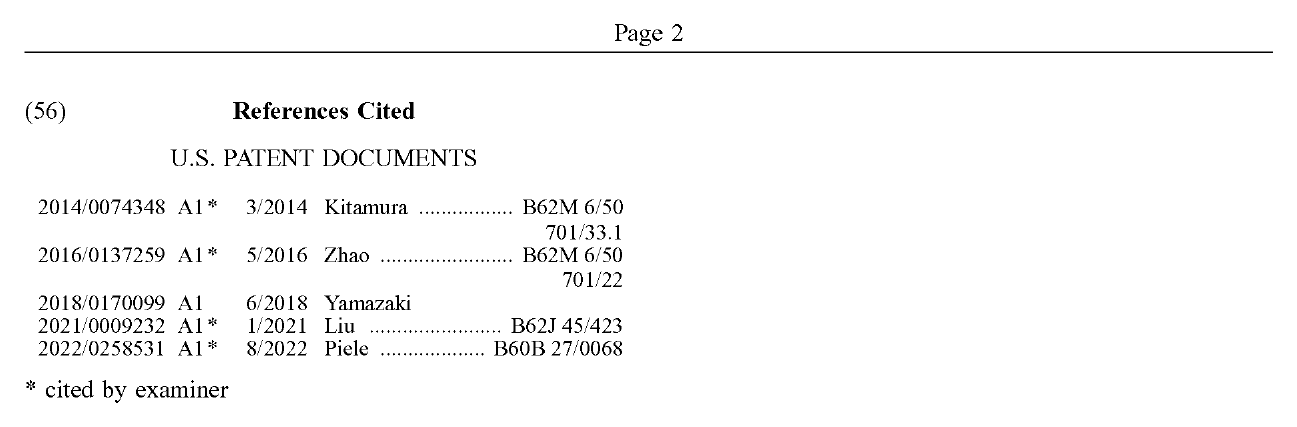 Page 2
(56) References Cited
U.S. PATENT DOCUMENTS
2014/0074348 A1* 3/2014 Kitamura ................. B62M 6/50
701/33.1
2016/0137259 A1* 5/2016 Zhao ........................ B62M 6/50
701/22
2018/0170099 A1 6/2018 Yamazaki
2021/0009232 A1* 1/2021 Liu ........................ B62J 45/423
2022/0258531 A1* 8/2022 Piele ................... B60B 27/0068
* cited by examiner